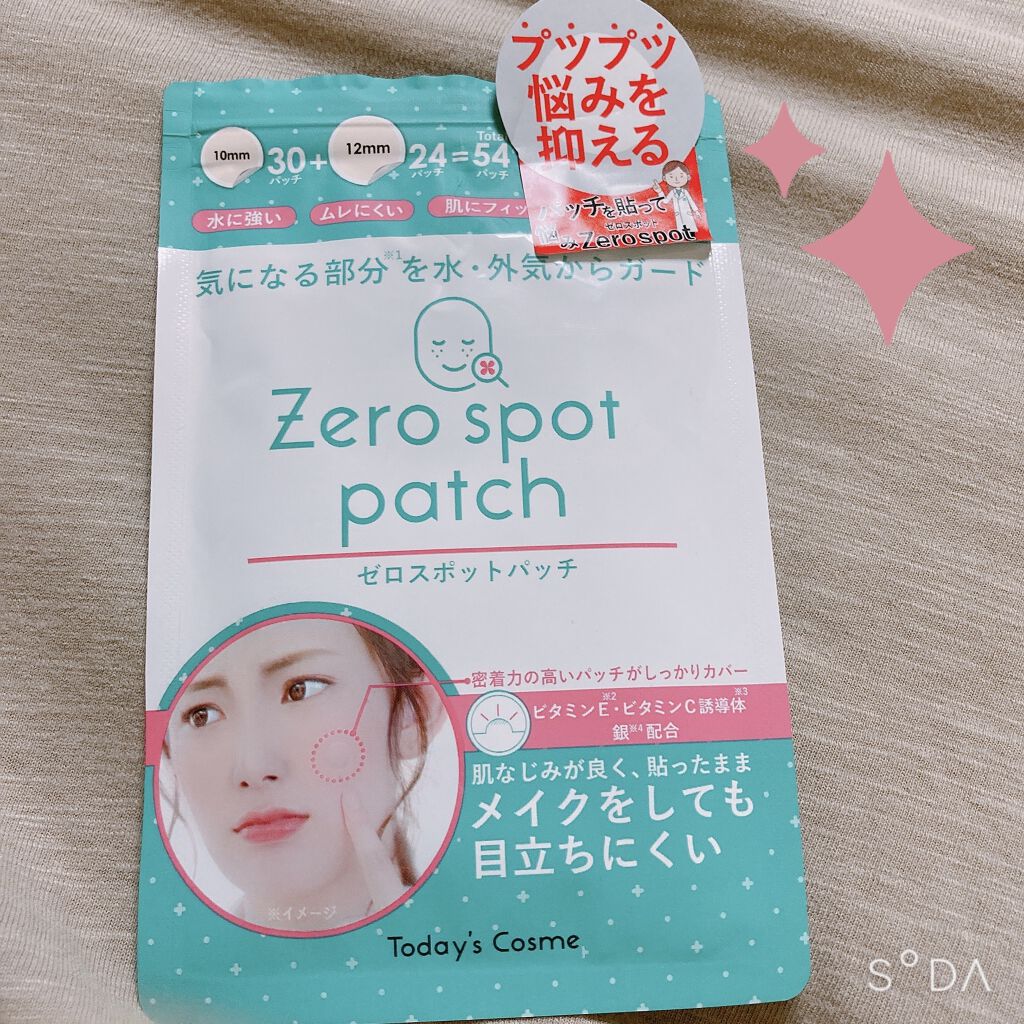 プツプツ
悩みを
抑える
パッチを貼って
ゼロスポット
悩みZero spot
10mm 30+ 12mm 24=54
Total
パッチ パッチ パッチ
水に強い ムレにくい 肌にフィッ
気になる部分※1を水・外気からガード
Zero spot
patch
ゼロスポットパッチ
密着力の高いパッチがしっかりカバー
ビタミンE※2・ビタミンC誘導体※3
銀※4配合
肌なじみが良く、貼ったまま
メイクをしても
目立ちにくい
※イメージ
Today's Cosme
SODA